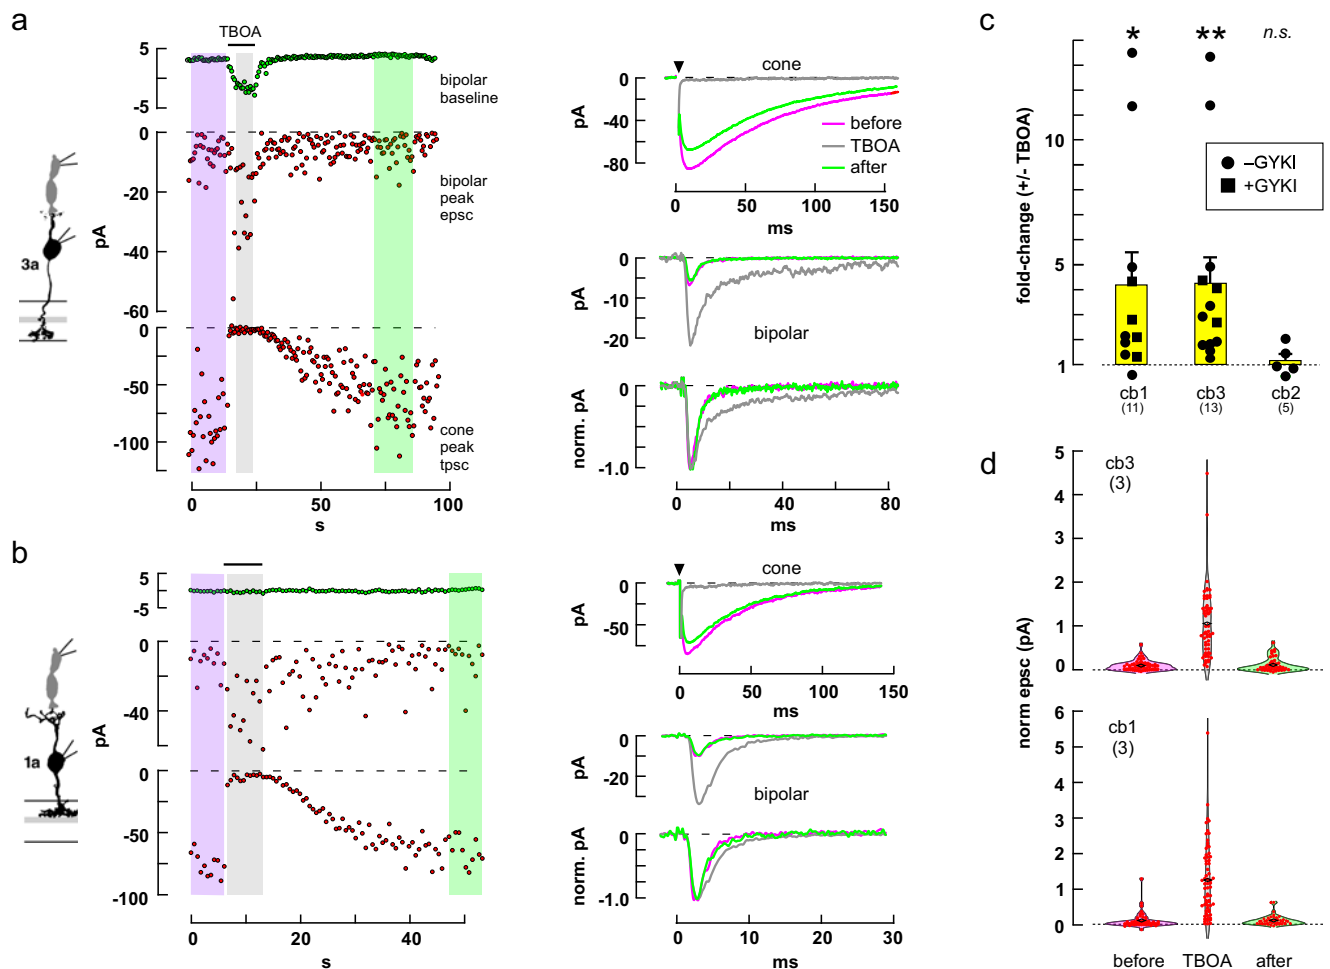 a
TBOA
5
-5
bipolar
baseline
0
-20
-40
-60
pA
bipolar
peak
epsc
3a
0
-50
-100
cone
peak
tpsc
0
50
100
s
cone
0
-40
-80
pA
before
TBOA
after
0
50
100
150
ms
0
-10
-20
pA
bipolar
0
-1.0
norm. pA
0
40
80
ms
b
5
-5
0
-40
pA
1a
0
-50
-100
0
20
40
s
cone
0
-50
pA
0
50
100
150
ms
0
-20
pA
bipolar
0
-1.0
norm. pA
0
10
20
30
ms
c
* ** n.s.
10
5
1
fold-change (+/- TBOA)
–GYKI
+GYKI
cb1 cb3 cb2
(11) (13) (5)
d
cb3
(3)
5
4
3
2
1
0
norm epsc (pA)
cb1
(3)
6
5
4
3
2
1
0
before TBOA after